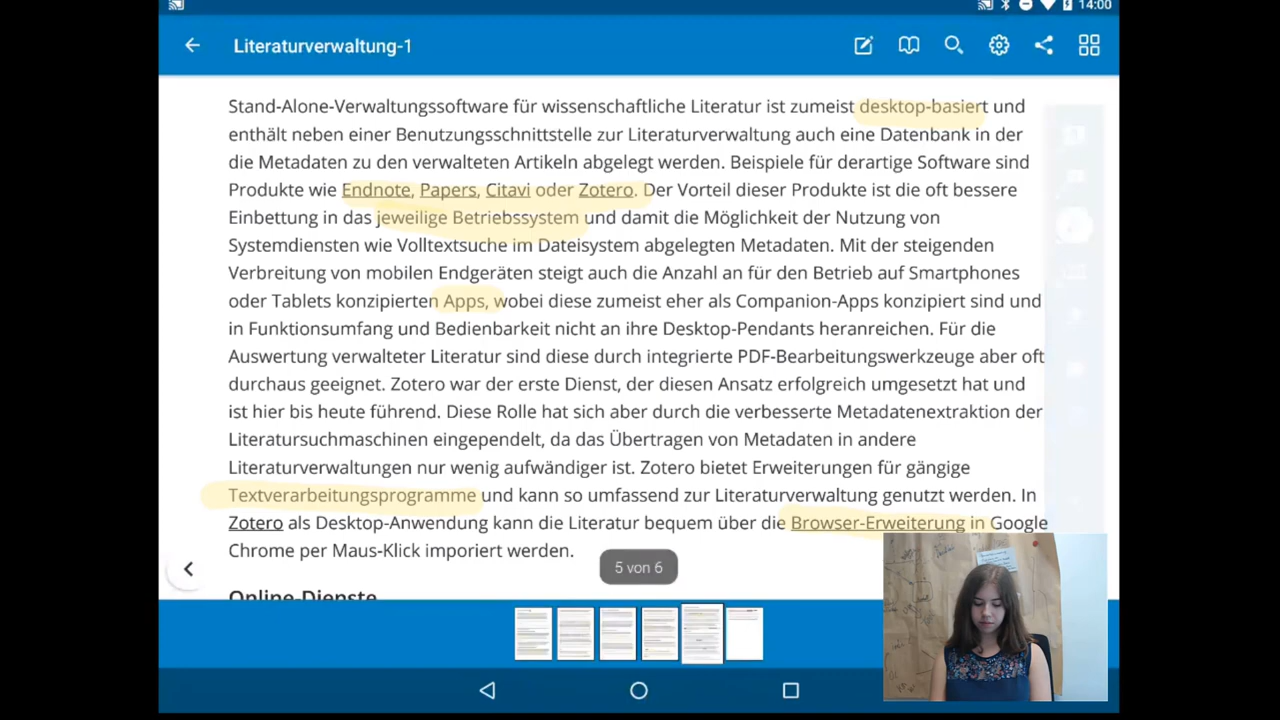 14:00
Literaturverwaltung-1
Stand-Alone-Verwaltungssoftware für wissenschaftliche Literatur ist zumeist desktop-basiert und
enthält neben einer Benutzungsschnittstelle zur Literaturverwaltung auch eine Datenbank in der
die Metadaten zu den verwalteten Artikeln abgelegt werden. Beispiele für derartige Software sind
Produkte wie Endnote, Papers, Citavi oder Zotero. Der Vorteil dieser Produkte ist die oft bessere
Einbettung in das jeweilige Betriebssystem und damit die Möglichkeit der Nutzung von
Systemdiensten wie Volltextsuche im Dateisystem abgelegten Metadaten. Mit der steigenden
Verbreitung von mobilen Endgeräten steigt auch die Anzahl an für den Betrieb auf Smartphones
oder Tablets konzipierten Apps, wobei diese zumeist eher als Companion-Apps konzipiert sind und
in Funktionsumfang und Bedienbarkeit nicht an ihre Desktop-Pendants heranreichen. Für die
Auswertung verwalteter Literatur sind diese durch integrierte PDF-Bearbeitungswerkzeuge aber oft
durchaus geeignet. Zotero war der erste Dienst, der diesen Ansatz erfolgreich umgesetzt hat und
ist hier bis heute führend. Diese Rolle hat sich aber durch die verbesserte Metadatenextraktion der
Literatursuchmaschinen eingependelt, da das Übertragen von Metadaten in andere
Literaturverwaltungen nur wenig aufwändiger ist. Zotero bietet Erweiterungen für gängige
Textverarbeitungsprogramme und kann so umfassend zur Literaturverwaltung genutzt werden. In
Zotero als Desktop-Anwendung kann die Literatur bequem über die Browser-Erweiterung in Google
Chrome per Maus-Klick imporiert werden.
5 von 6
Online-Dienste